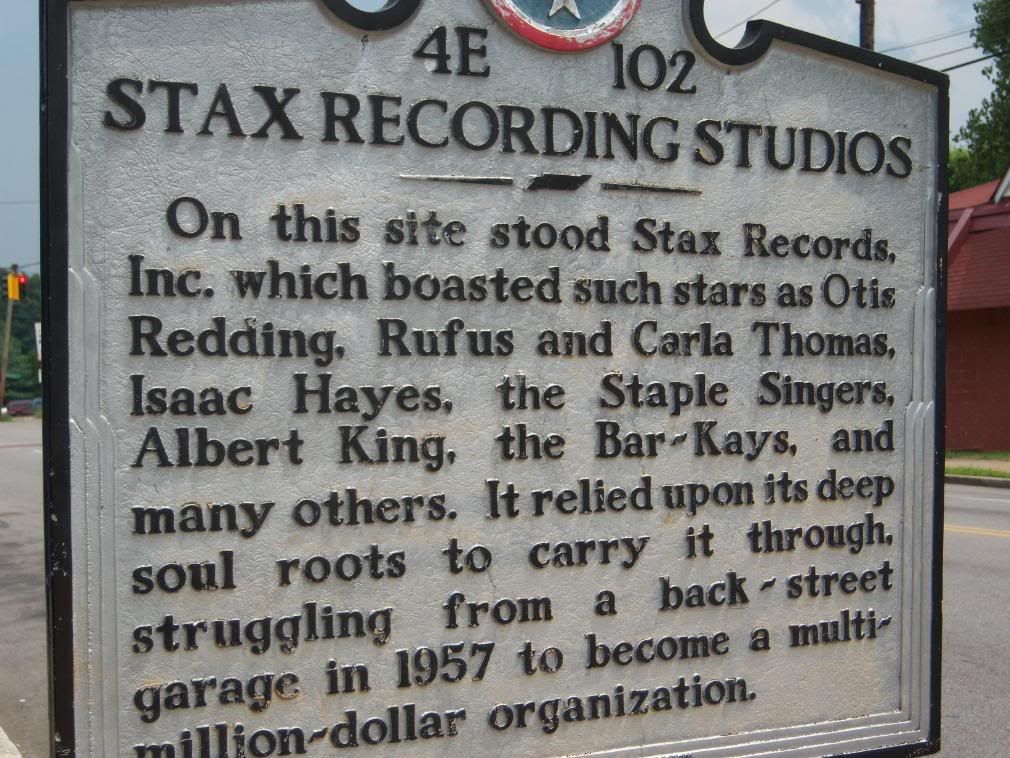 4E 102
STAX RECORDING STUDIOS
On this site stood Stax Records,
Inc. which boasted such stars as Otis
Redding, Rufus and Carla Thomas,
Isaac Hayes, the Staple Singers,
Albert King, the Bar-Kays, and
many others. It relied upon its deep
soul roots to carry it through,
struggling from a back-street
garage in 1957 to become a multi-
million-dollar organization.